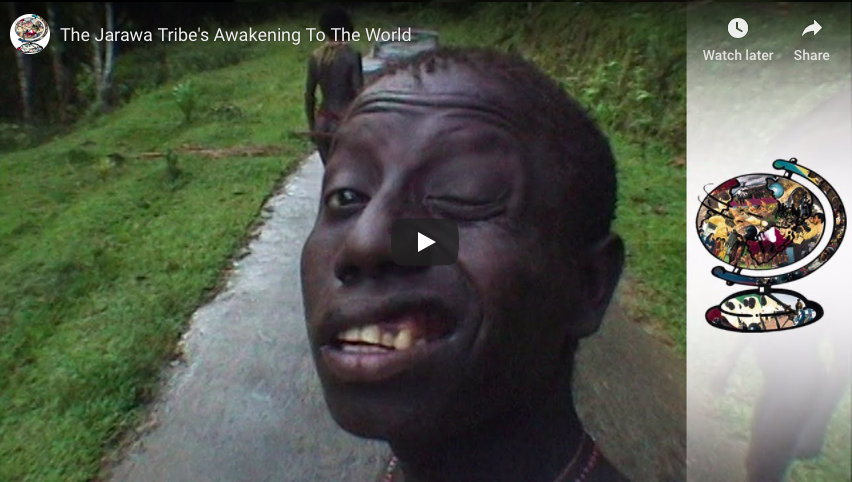 The Jarawa Tribe's Awakening To The World
Watch later
Share